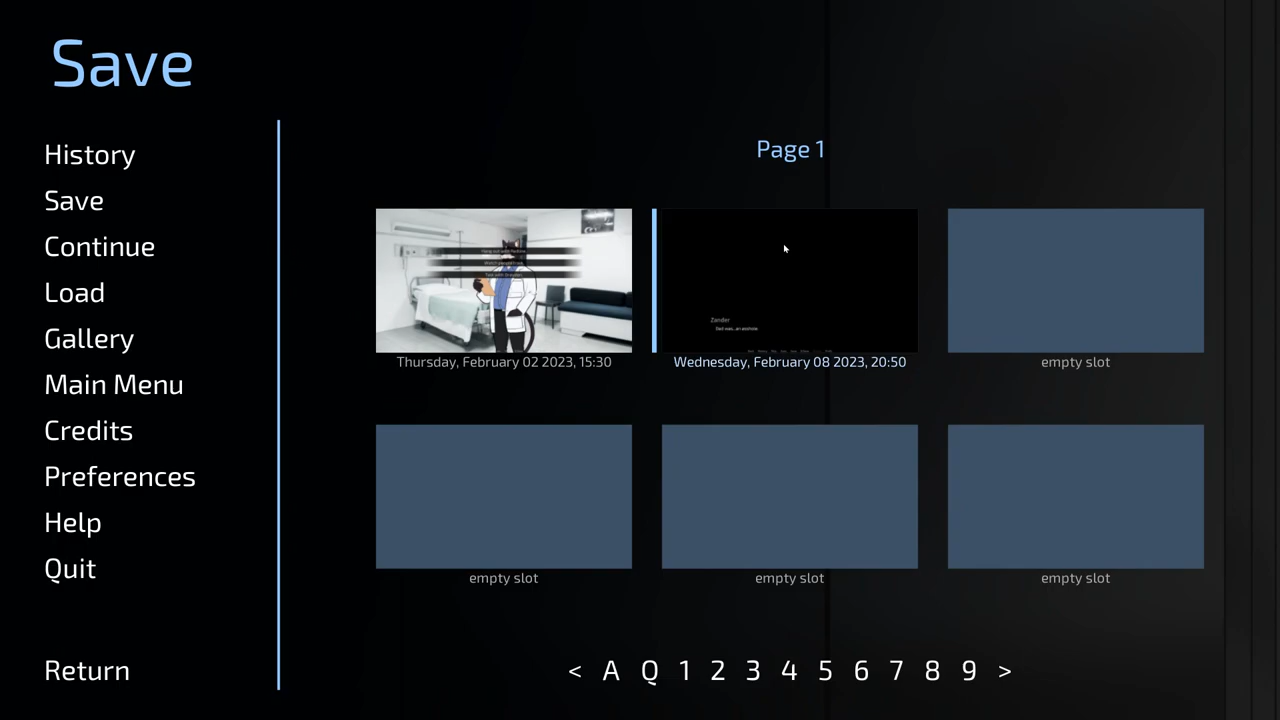 Save
History
Save
Continue
Load
Gallery
Main Menu
Credits
Preferences
Help
Quit
Return
Page 1
Zander
Thursday, February 02 2023, 15:30
Wednesday, February 08 2023, 20:50
empty slot
empty slot
empty slot
empty slot
< A Q 1 2 3 4 5 6 7 8 9 >